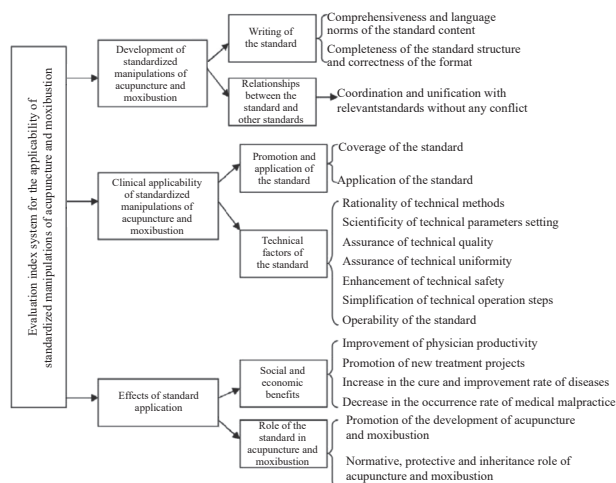 Evaluation index system for the applicability of
standardized manipulations of acupuncture and moxibustion
Development of
standardized
manipulations of
acupuncture and
moxibustion
Writing of
the standard
Comprehensiveness and language
norms of the standard content
Completeness of the standard structure
and correctness of the format
Relationships
between the
standard and
other standards
Coordination and unification with
relevantstandards without any conflict
Clinical applicability
of standardized
manipulations of
acupuncture and
moxibustion
Promotion and
application of
the standard
Coverage of the standard
Application of the standard
Technical
factors of
the standard
Rationality of technical methods
Scientificity of technical parameters setting
Assurance of technical quality
Assurance of technical uniformity
Enhancement of technical safety
Simplification of technical operation steps
Operability of the standard
Effects of standard
application
Social and
economic
benefits
Improvement of physician productivity
Promotion of new treatment projects
Increase in the cure and improvement rate of diseases
Decrease in the occurrence rate of medical malpractice
Role of the
standard in
acupuncture and
moxibustion
Promotion of the development of acupuncture
and moxibustion
Normative, protective and inheritance role of
acupuncture and moxibustion